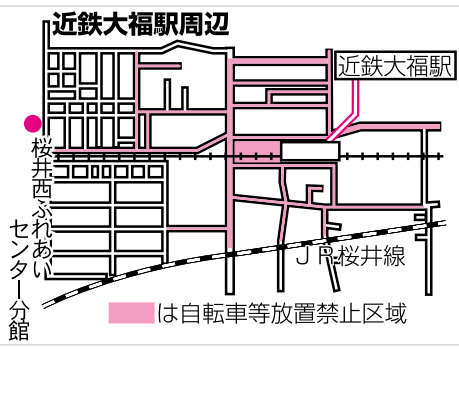 近鉄大福駅周辺
近鉄大福駅
桜井西ふれあい
センター分館
JR桜井線
は自転車等放置禁止区域